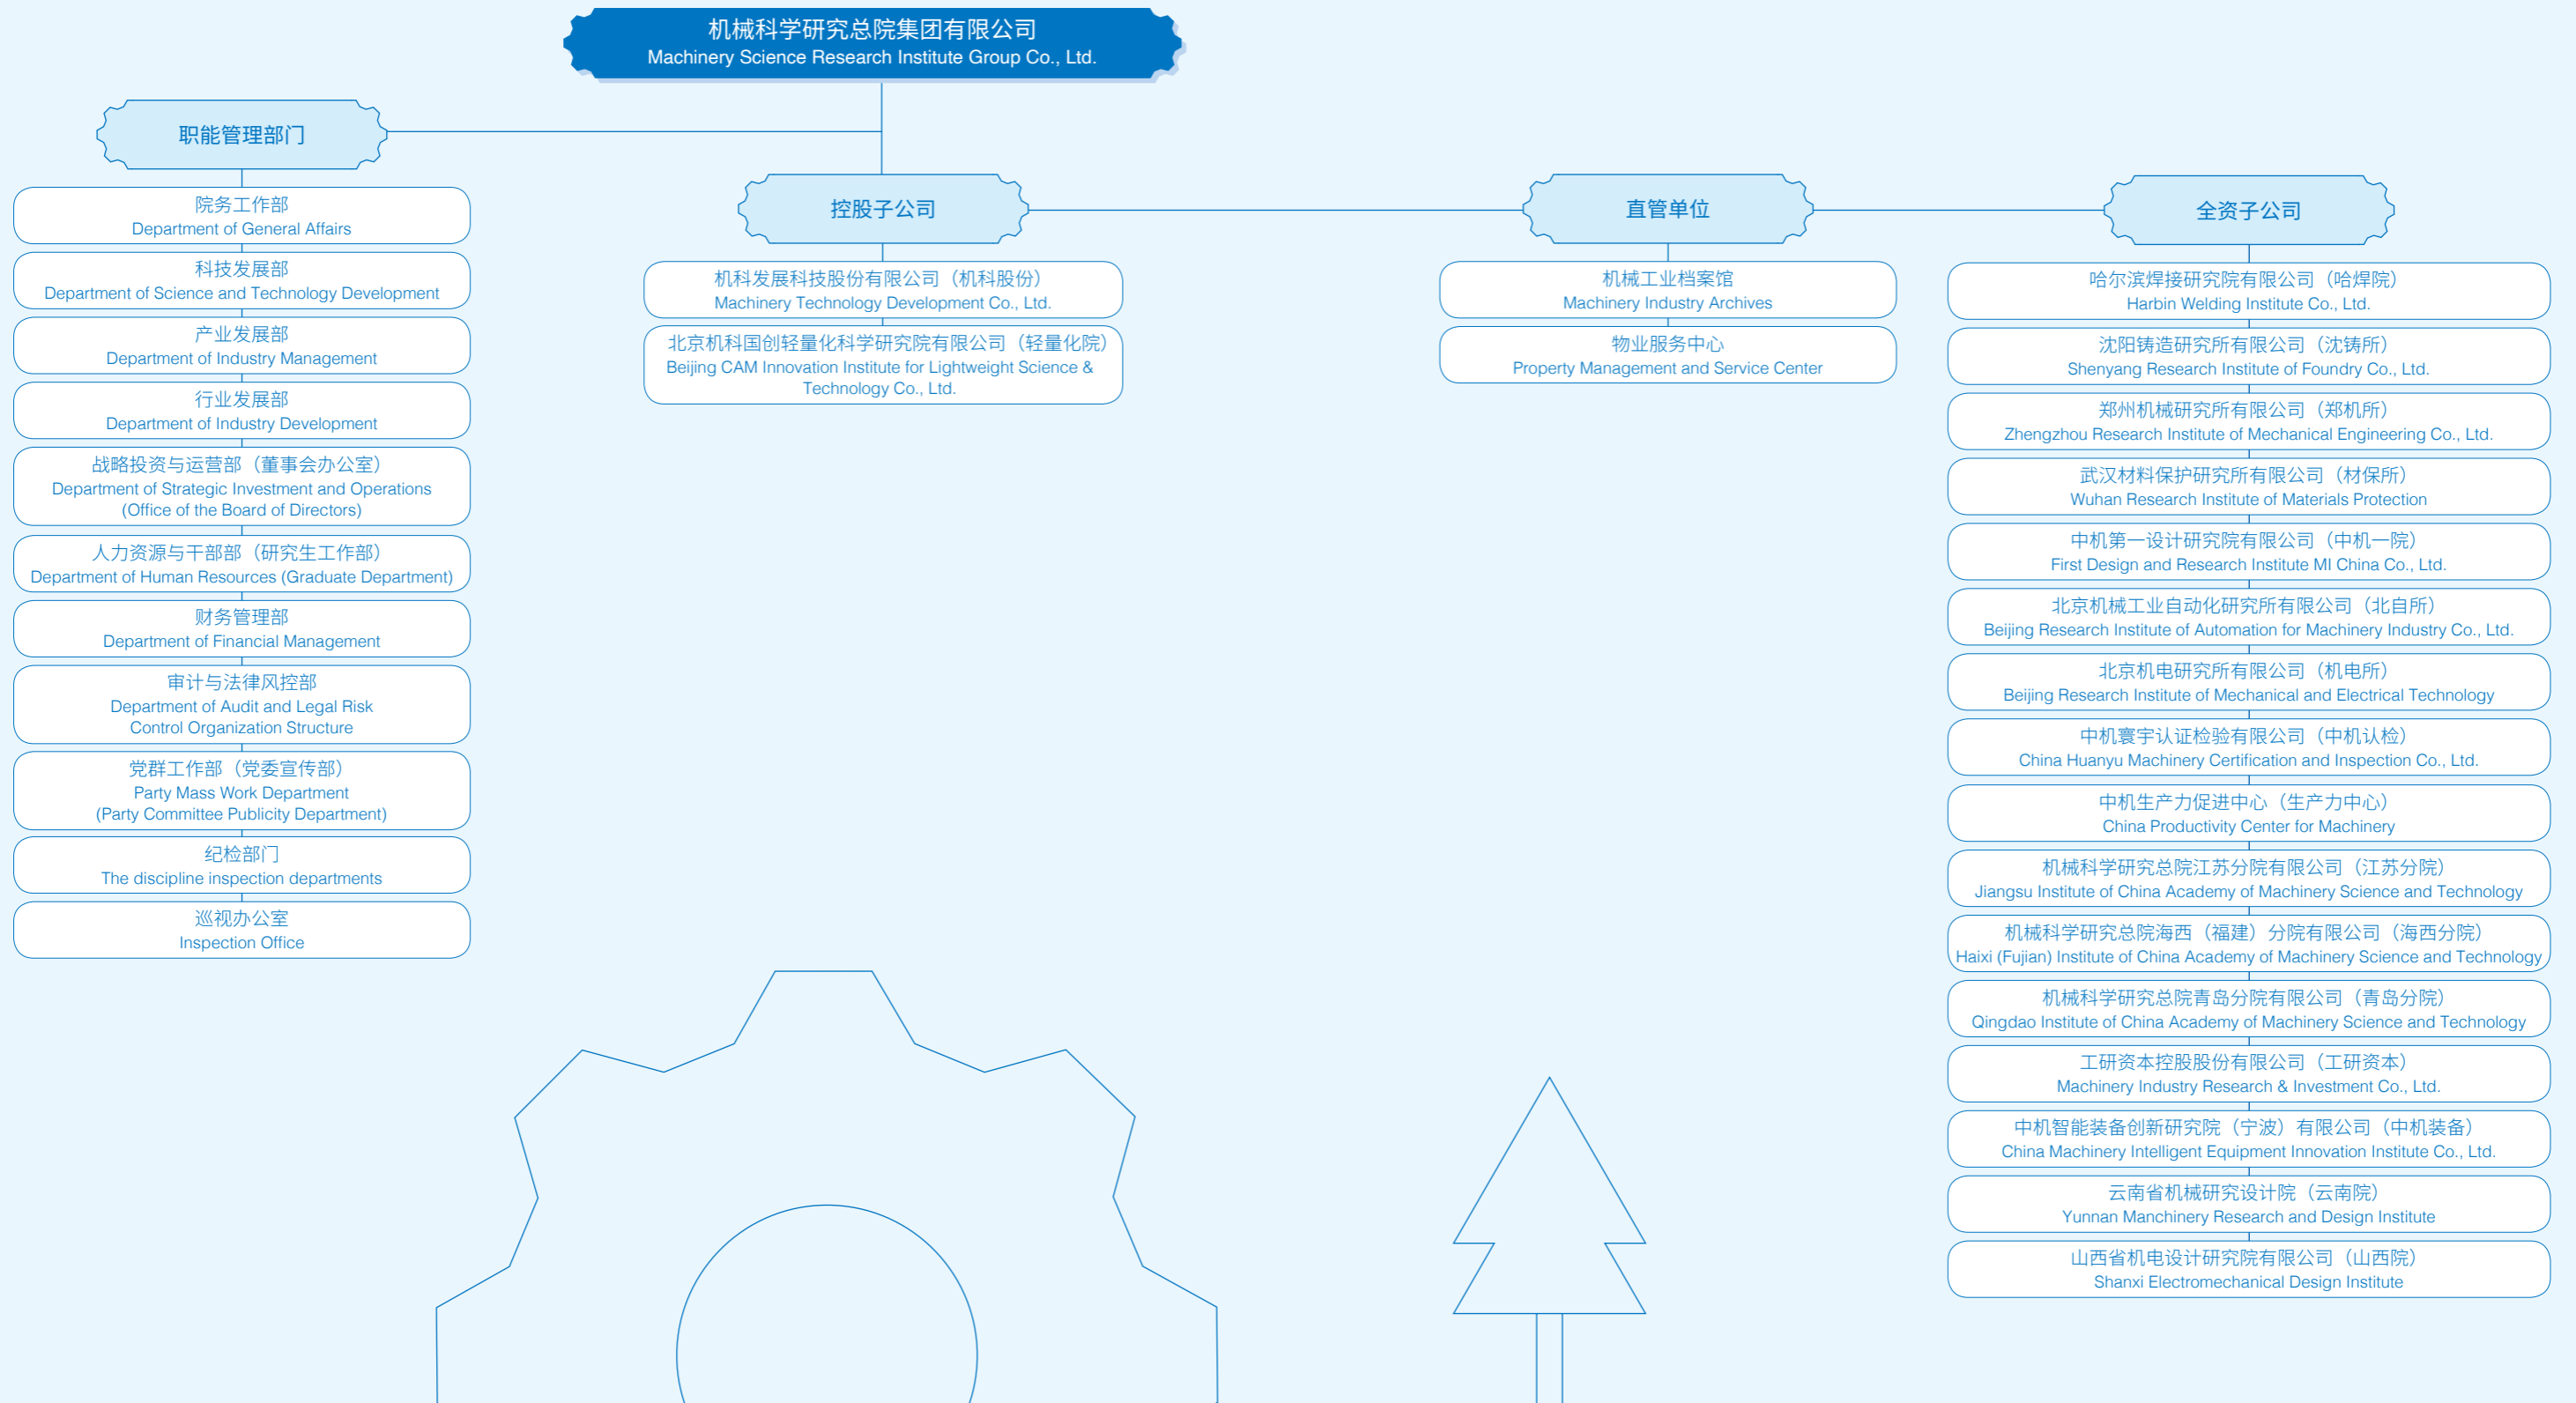 机械科学研究总院集团有限公司
Machinery Science Research Institute Group Co., Ltd.
职能管理部门
院务工作部
Department of General Affairs
科技发展部
Department of Science and Technology Development
产业发展部
Department of Industry Management
行业发展部
Department of Industry Development
战略投资与运营部（董事会办公室）
Department of Strategic Investment and Operations
(Office of the Board of Directors)
人力资源与干部部（研究生工作部）
Department of Human Resources (Graduate Department)
财务管理部
Department of Financial Management
审计与法律风控部
Department of Audit and Legal Risk
Control Organization Structure
党群工作部（党委宣传部）
Party Mass Work Department
(Party Committee Publicity Department)
纪检部门
The discipline inspection departments
巡视办公室
Inspection Office
控股子公司
机科发展科技股份有限公司（机科股份）
Machinery Technology Development Co., Ltd.
北京机科国创轻量化科学研究院有限公司（轻量化院）
Beijing CAM Innovation Institute for Lightweight Science &
Technology Co., Ltd.
直管单位
机械工业档案馆
Machinery Industry Archives
物业服务中心
Property Management and Service Center
全资子公司
哈尔滨焊接研究院有限公司（哈焊院）
Harbin Welding Institute Co., Ltd.
沈阳铸造研究所有限公司（沈铸所）
Shenyang Research Institute of Foundry Co., Ltd.
郑州机械研究所有限公司（郑机所）
Zhengzhou Research Institute of Mechanical Engineering Co., Ltd.
武汉材料保护研究所有限公司（材保所）
Wuhan Research Institute of Materials Protection
中机第一设计研究院有限公司（中机一院）
First Design and Research Institute MI China Co., Ltd.
北京机械工业自动化研究所有限公司（北自所）
Beijing Research Institute of Automation for Machinery Industry Co., Ltd.
北京机电研究所有限公司（机电所）
Beijing Research Institute of Mechanical and Electrical Technology
中机寰宇认证检验有限公司（中机认检）
China Huanyu Machinery Certification and Inspection Co., Ltd.
中机生产力促进中心（生产力中心）
China Productivity Center for Machinery
机械科学研究总院江苏分院有限公司（江苏分院）
Jiangsu Institute of China Academy of Machinery Science and Technology
机械科学研究总院海西（福建）分院有限公司（海西分院）
Haixi (Fujian) Institute of China Academy of Machinery Science and Technology
机械科学研究总院青岛分院有限公司（青岛分院）
Qingdao Institute of China Academy of Machinery Science and Technology
工研资本控股股份有限公司（工研资本）
Machinery Industry Research & Investment Co., Ltd.
中机智能装备创新研究院（宁波）有限公司（中机装备）
China Machinery Intelligent Equipment Innovation Institute Co., Ltd.
云南省机械研究设计院（云南院）
Yunnan Manchinery Research and Design Institute
山西省机电设计研究院有限公司（山西院）
Shanxi Electromechanical Design Institute